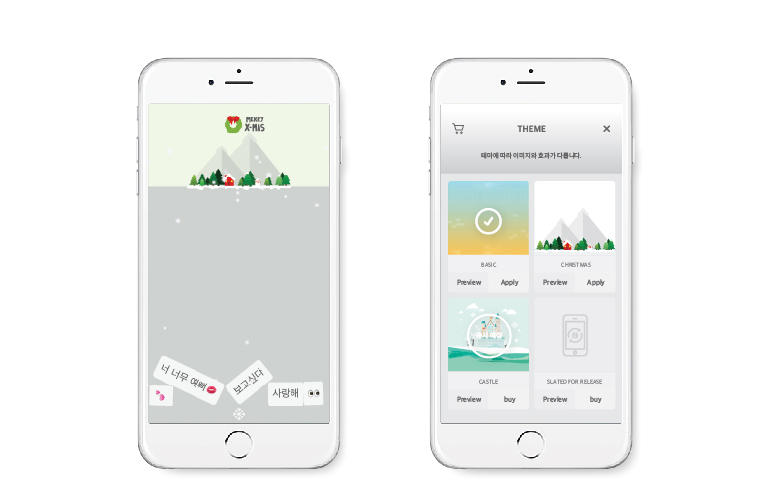 MERRY
X-MIS
너 너무 예뻐
보고싶다
사랑해
THEME
테마에 따라 이미지와 효과가 다릅니다.
BASIC
CHRISTMAS
Preview Apply
Preview Apply
CASTLE
SLATED FOR RELEASE
Preview buy
Preview buy